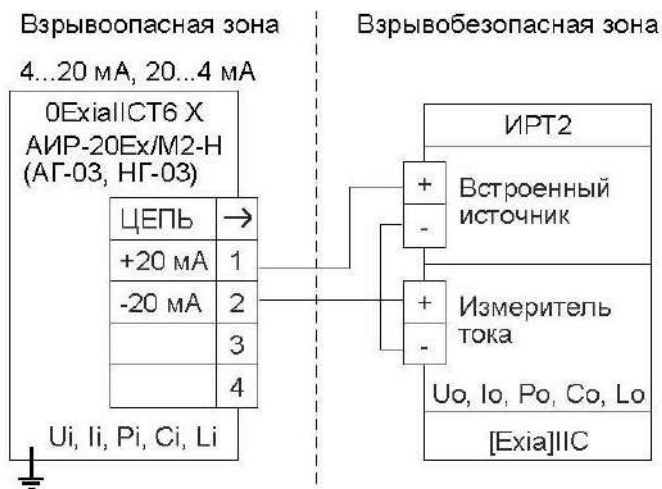 Взрывоопасная зона
Взрывобезопасная зона
4...20 мА, 20...4 мА
0ExiaIICT6 X
АИР-20Ех/М2-Н
(АГ-03, НГ-03)
ЦЕПЬ →
+20 мА 1
-20 мА 2
3
4
Ui, Ii, Pi, Ci, Li
ИРТ2
+
-
Встроенный
источник
+
-
Измеритель
тока
Uo, Io, Po, Co, Lo
[Exia]IIC